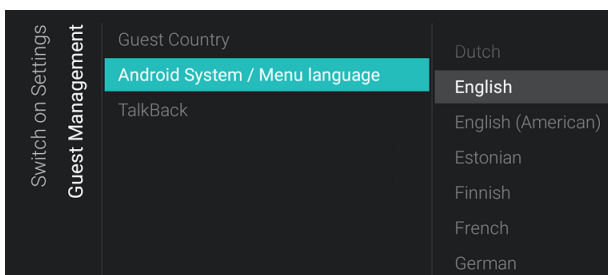 Switch on Settings
Guest Management
Guest Country
Android System / Menu language
TalkBack
Dutch
English
English (American)
Estonian
Finnish
French
German